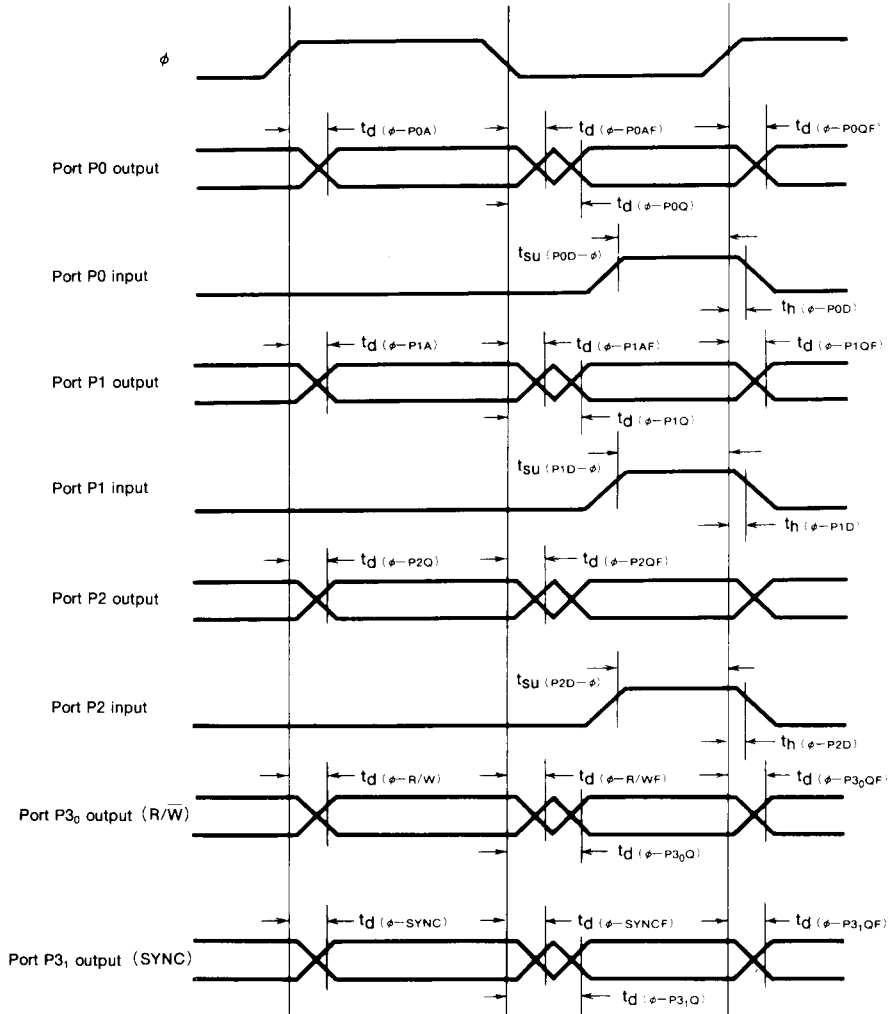 ϕ
td (ϕ−P0A)
td (ϕ−P0AF)
td (ϕ−P0QF)
Port P0 output
td (ϕ−P0Q)
tsu (P0D−ϕ)
Port P0 input
th (ϕ−P0D)
td (ϕ−P1A)
td (ϕ−P1AF)
td (ϕ−P1QF)
Port P1 output
td (ϕ−P1Q)
tsu (P1D−ϕ)
Port P1 input
th (ϕ−P1D)
td (ϕ−P2Q)
td (ϕ−P2QF)
Port P2 output
tsu (P2D−ϕ)
Port P2 input
th (ϕ−P2D)
td (ϕ−R/W)
td (ϕ−R/WF)
td (ϕ−P3₀QF)
Port P3₀ output (R/W̅)
td (ϕ−P3₀Q)
td (ϕ−SYNC)
td (ϕ−SYNCF)
td (ϕ−P3₁QF)
Port P3₁ output (SYNC)
td (ϕ−P3₁Q)